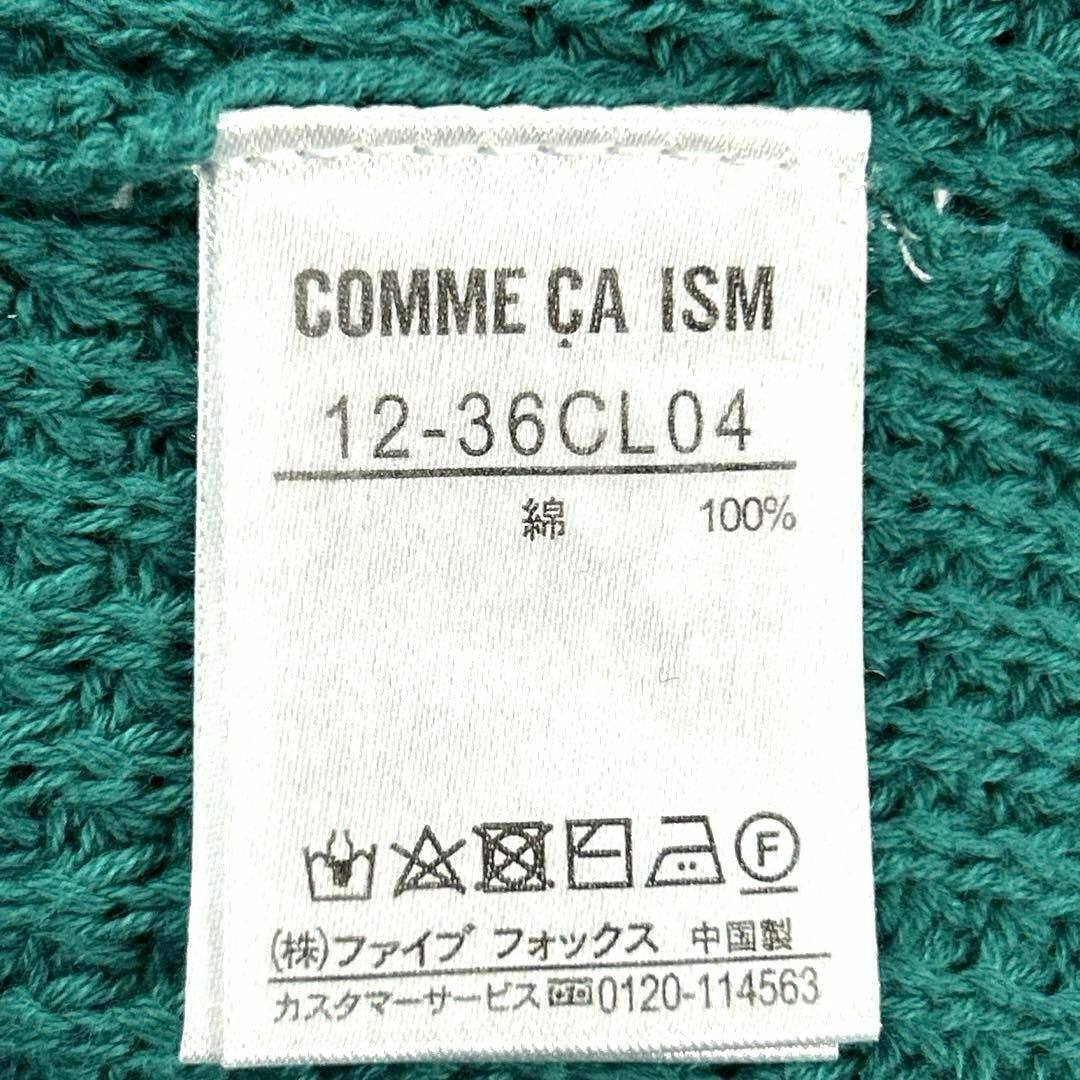 COMME ÇA ISM
12-36CL04
綿 100%
F
(株)ファイブ フォックス 中国製
カスタマーサービス 0120-114563